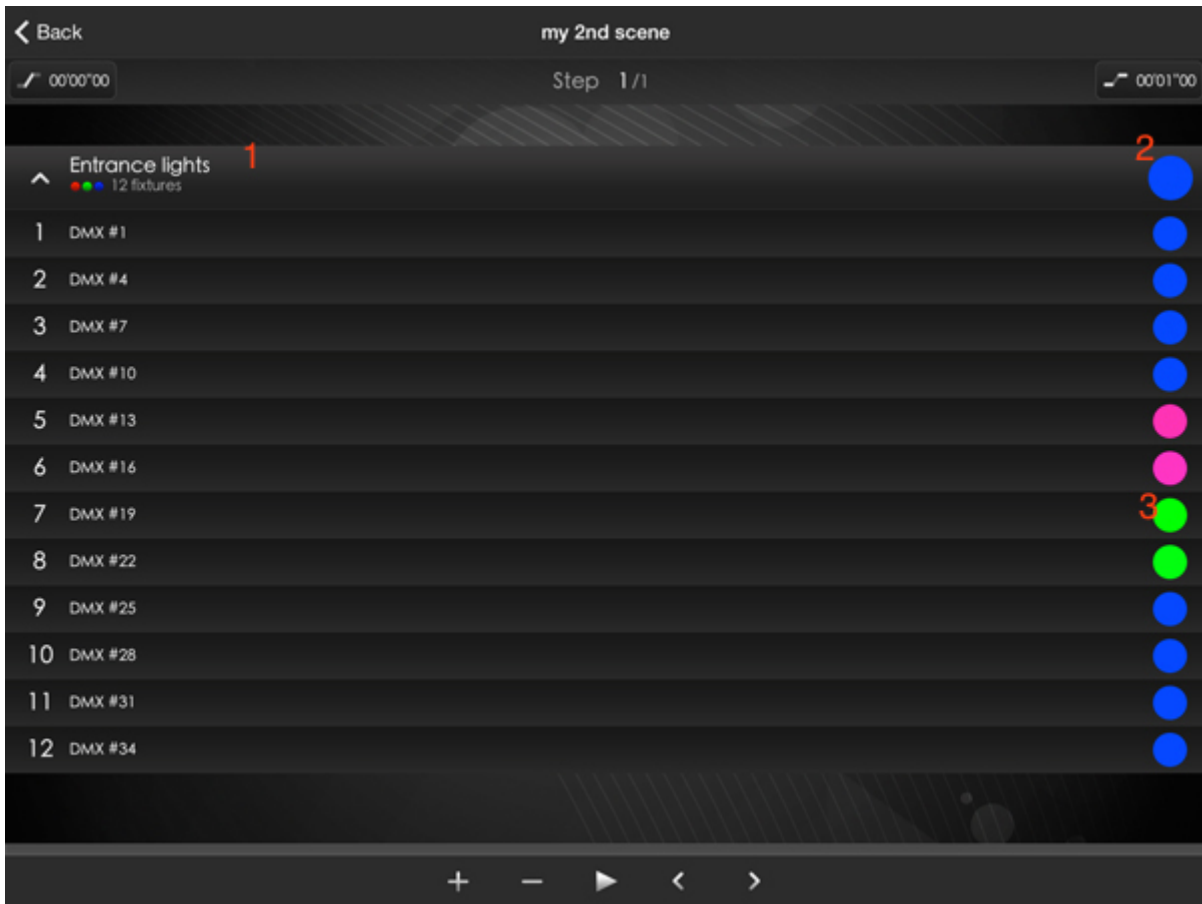 Back
my 2nd scene
00'00"00
Step 1/1
00'01"00
Entrance lights 1
12 fixtures
2
1 DMX #1
2 DMX #4
3 DMX #7
4 DMX #10
5 DMX #13
6 DMX #16
7 DMX #19
3
8 DMX #22
9 DMX #25
10 DMX #28
11 DMX #31
12 DMX #34